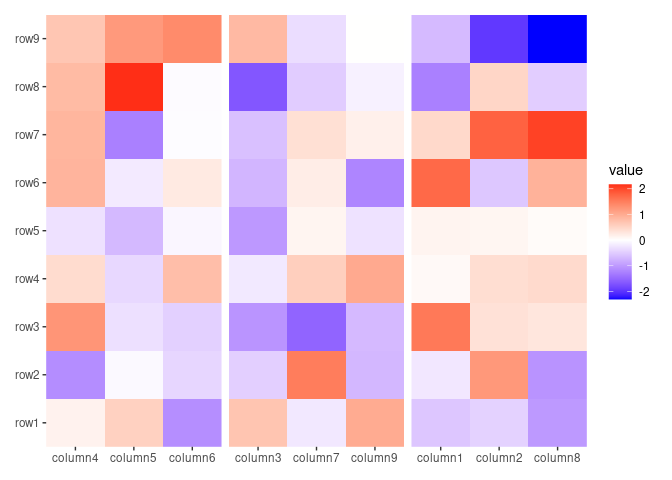 row9
row8
row7
row6
row5
row4
row3
row2
row1
column4 column5 column6 column3 column7 column9 column1 column2 column8
value
2
1
0
-1
-2